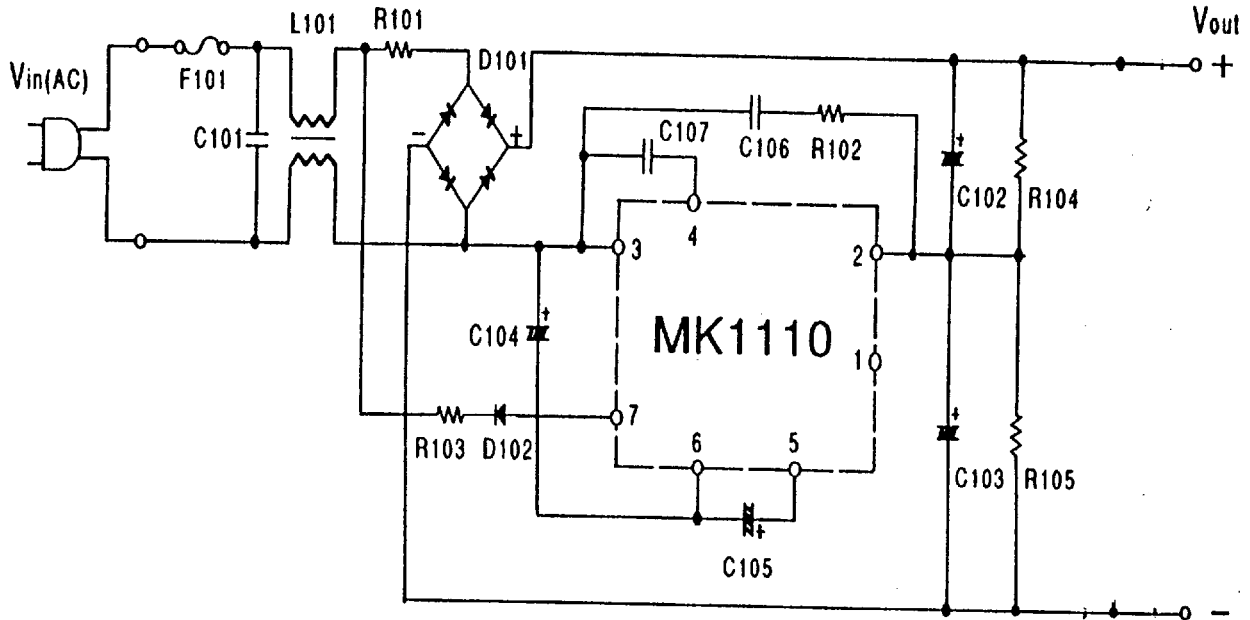 Vout
L101
R101
D101
+
Vin(AC)
F101
C101
-
+
C107
C106
R102
+
C102
R104
4
3
2
C104
+
MK1110
1
7
R103
D102
6
5
+
C103
R105
+
C105
-